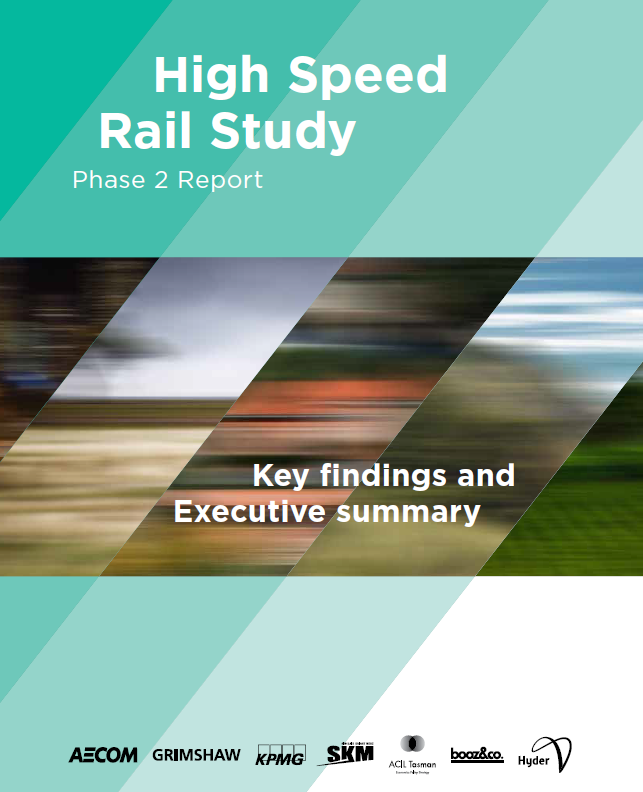 High Speed
Rail Study
Phase 2 Report
Key findings and
Executive summary
AECOM GRIMSHAW KPMG SKM ACIL Tasman booz&co. Hyder